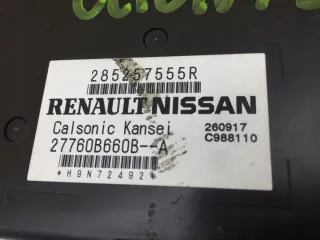 285257555R
RENAULT NISSAN
Calsonic Kansei
260917
27760B660B--A
C988110
*H9N72492*